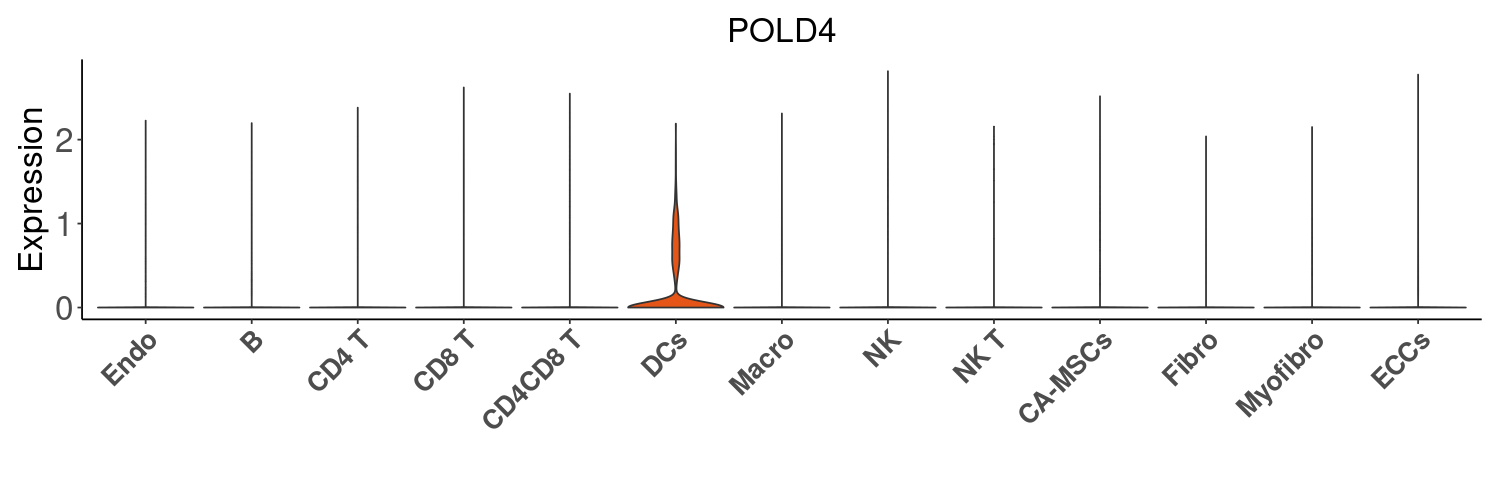 POLD4
Expression
2
1
0
Endo
B
CD4 T
CD8 T
CD4CD8 T
DCs
Macro
NK
NK T
CA-MSCs
Fibro
Myofibro
ECCs